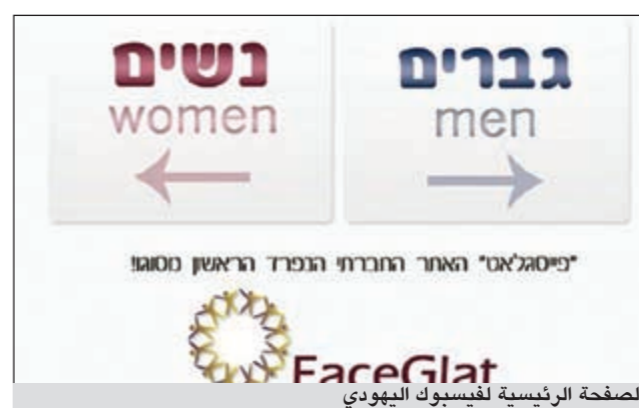 גברים
men
נשים
women
"פייסגלאט" האתר החברתי הנפרד הראשון מסוגו!
FaceGlat
لصفحة الرئيسية لفيسبوك اليهودي